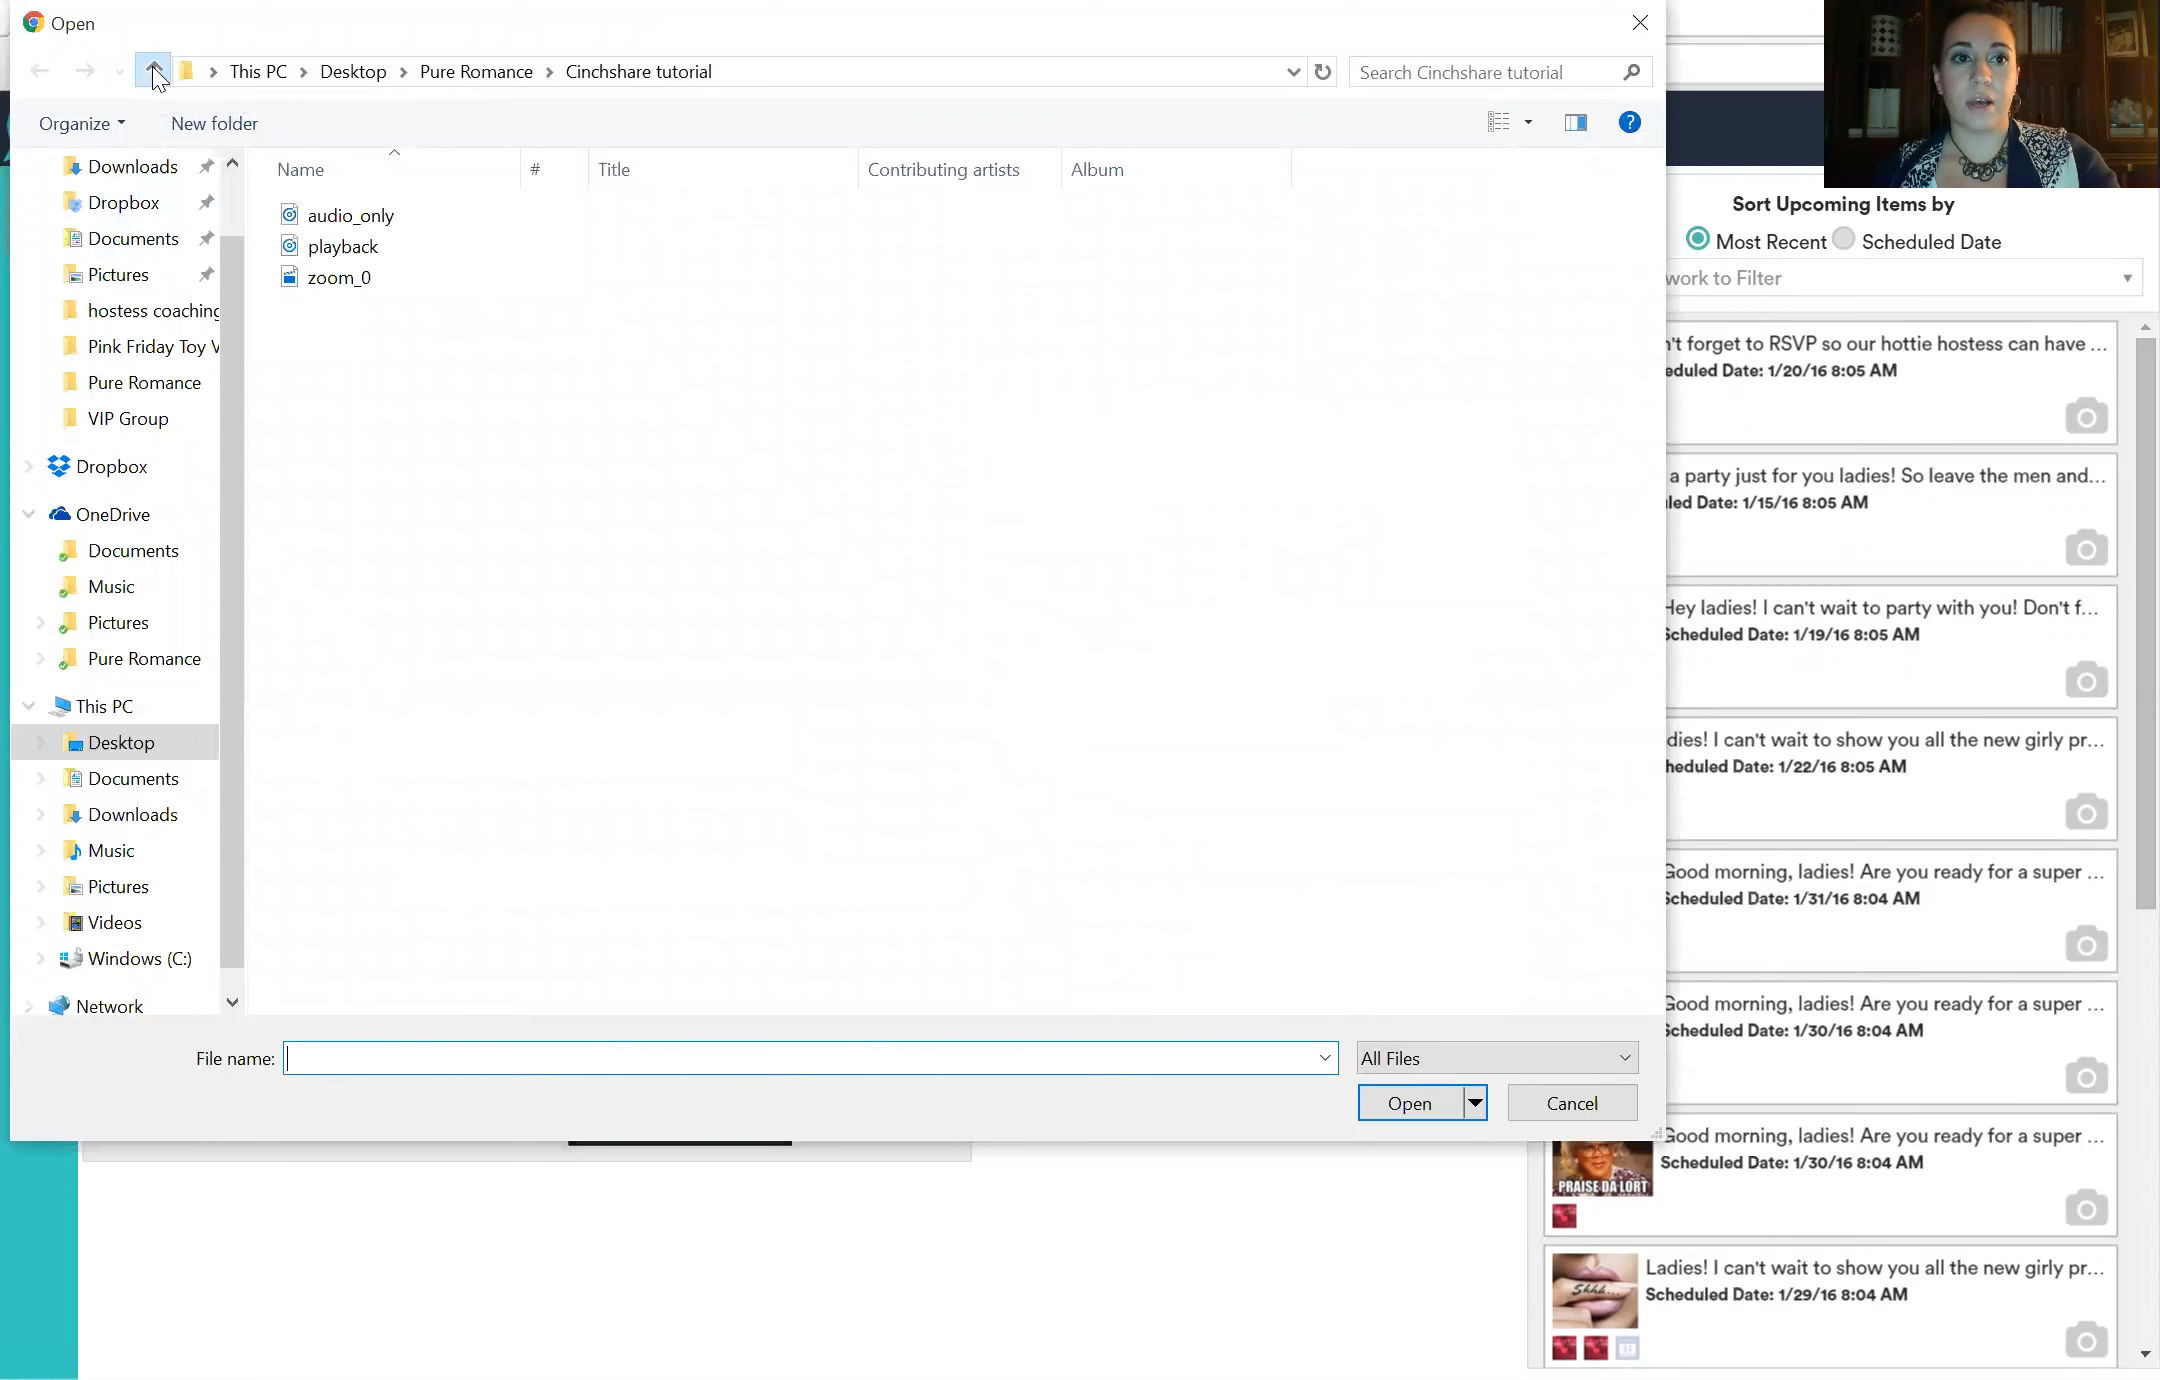 Open
This PC > Desktop > Pure Romance > Cinchshare tutorial
Search Cinchshare tutorial
Organize
New folder
Name
#
Title
Contributing artists
Album
audio_only
playback
zoom_0
Downloads
Dropbox
Documents
Pictures
hostess coaching
Pink Friday Toy V
Pure Romance
VIP Group
Dropbox
OneDrive
Documents
Music
Pictures
Pure Romance
This PC
Desktop
Documents
Downloads
Music
Pictures
Videos
Windows (C:)
Network
File name:
All Files
Open
Cancel
Sort Upcoming Items by
Most Recent
Scheduled Date
work to Filter
n't forget to RSVP so our hottie hostess can have ...
eduled Date: 1/20/16 8:05 AM
a party just for you ladies! So leave the men and...
led Date: 1/15/16 8:05 AM
Hey ladies! I can't wait to party with you! Don't f...
Scheduled Date: 1/19/16 8:05 AM
dies! I can't wait to show you all the new girly pr...
heduled Date: 1/22/16 8:05 AM
Good morning, ladies! Are you ready for a super ...
Scheduled Date: 1/31/16 8:04 AM
Good morning, ladies! Are you ready for a super ...
Scheduled Date: 1/30/16 8:04 AM
Good morning, ladies! Are you ready for a super ...
Scheduled Date: 1/30/16 8:04 AM
PRAISE DA LORT
Ladies! I can't wait to show you all the new girly pr...
Scheduled Date: 1/29/16 8:04 AM
Shhh...